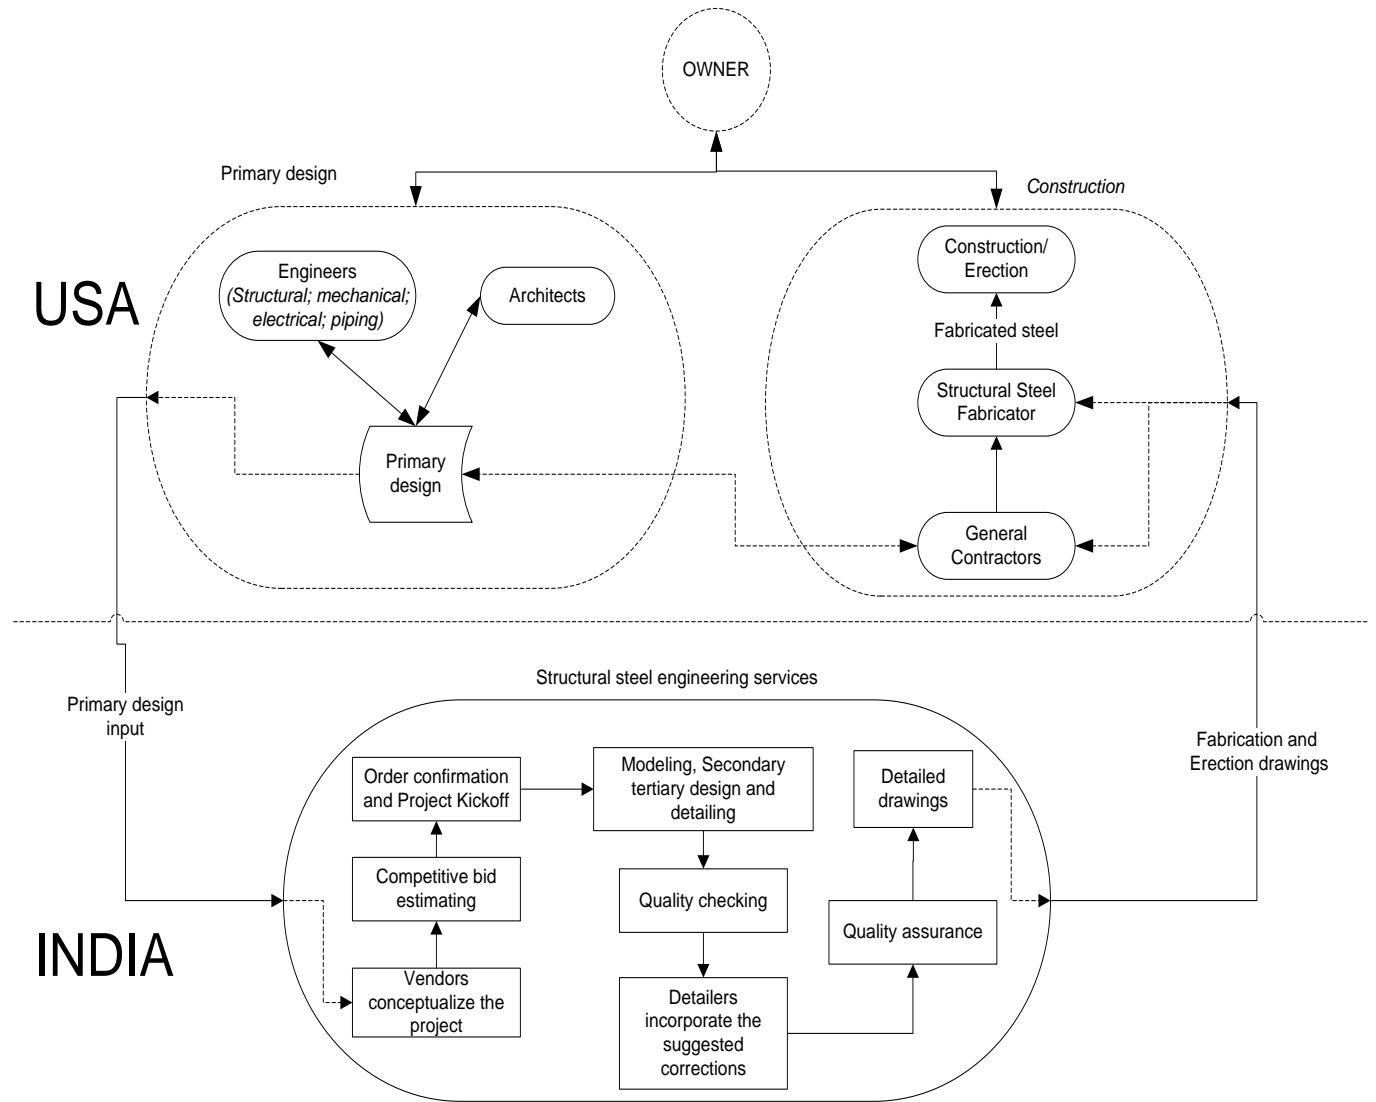 OWNER
Primary design
Construction
USA
Engineers
(Structural; mechanical;
electrical; piping)
Architects
Primary
design
Construction/
Erection
Fabricated steel
Structural Steel
Fabricator
General
Contractors
Structural steel engineering services
Primary design
input
Fabrication and
Erection drawings
INDIA
Order confirmation
and Project Kickoff
Competitive bid
estimating
Vendors
conceptualize the
project
Modeling, Secondary
tertiary design and
detailing
Quality checking
Detailers
incorporate the
suggested
corrections
Detailed
drawings
Quality assurance